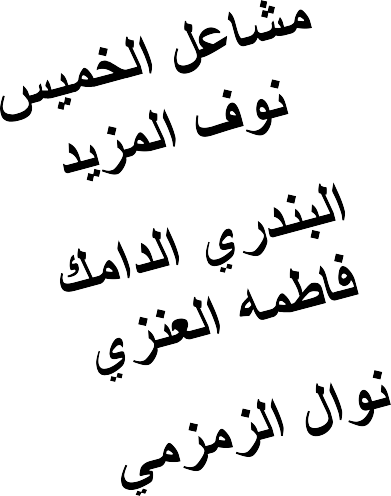 مشاعل الخميس
نوف المزيد
البندري الدامك
فاطمه العنزي
نوال الزمزمي